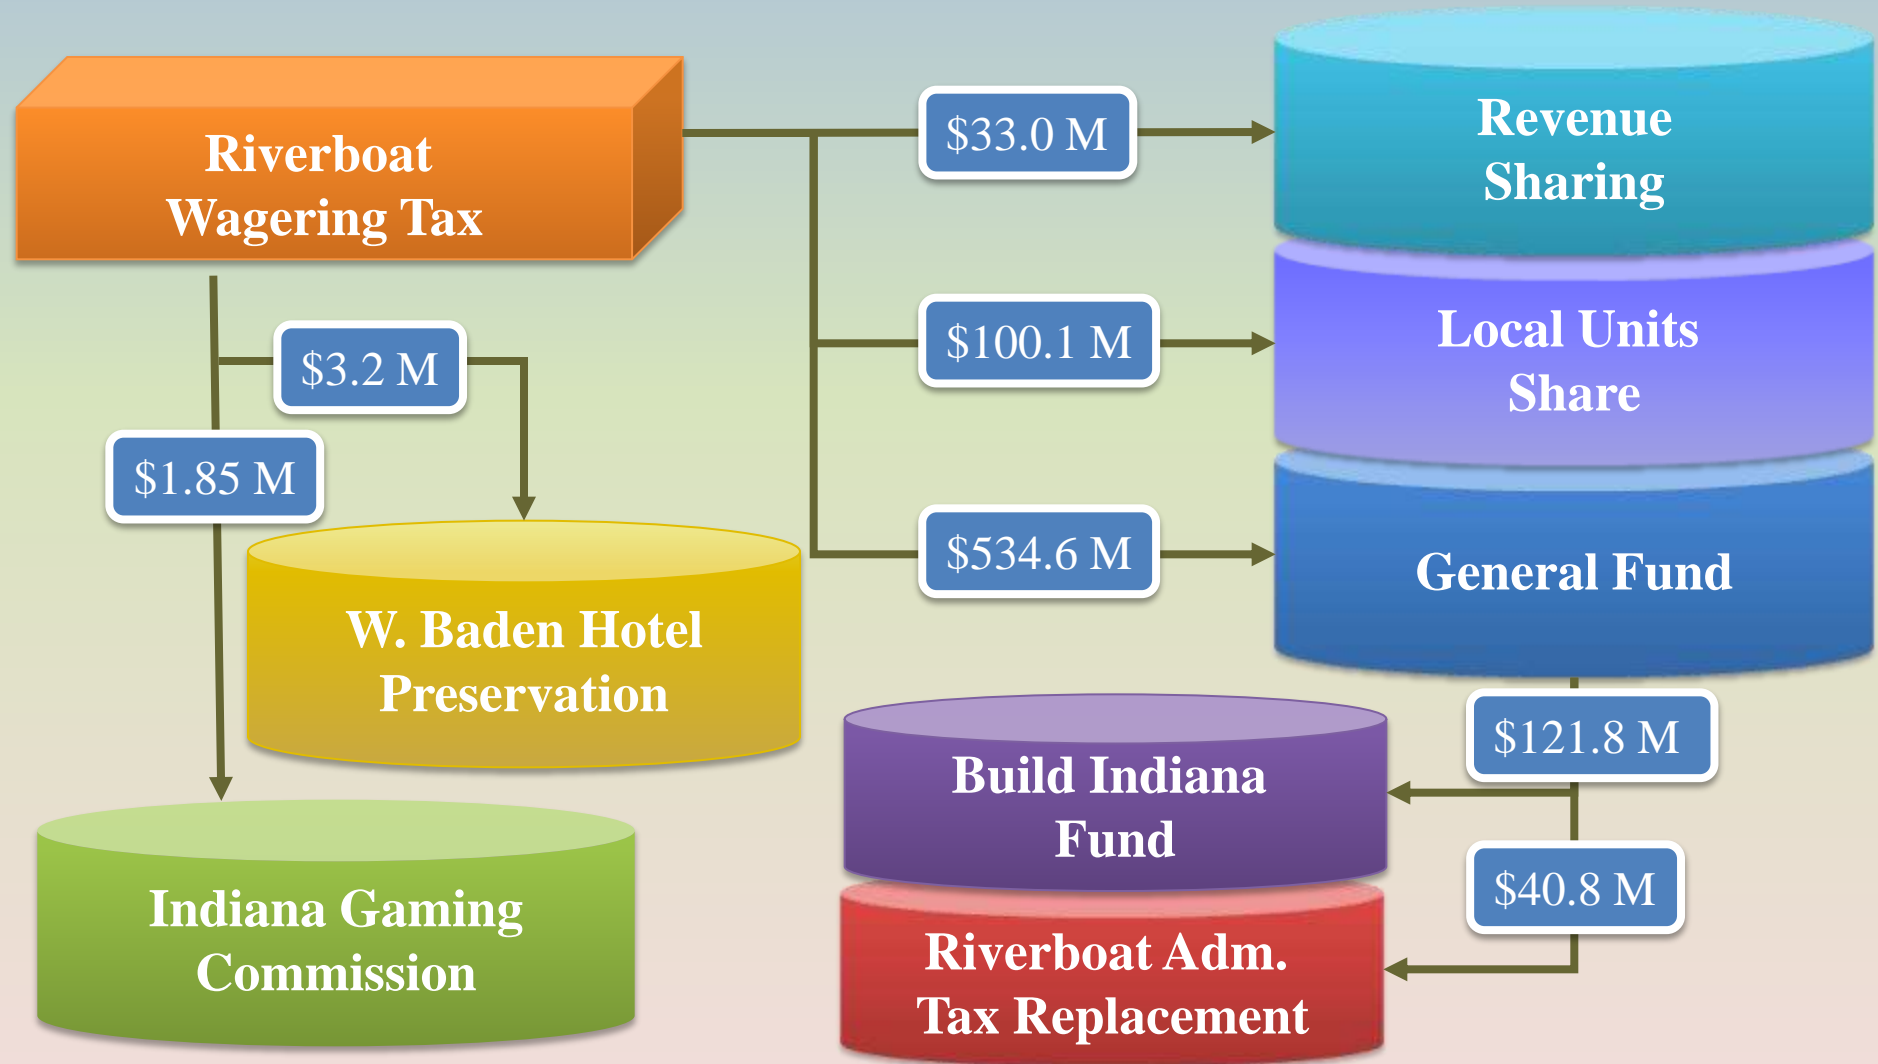 Riverboat
Wagering Tax
$33.0 M
Revenue
Sharing
$100.1 M
Local Units
Share
$534.6 M
General Fund
$3.2 M
$1.85 M
W. Baden Hotel
Preservation
Indiana Gaming
Commission
$121.8 M
Build Indiana
Fund
$40.8 M
Riverboat Adm.
Tax Replacement